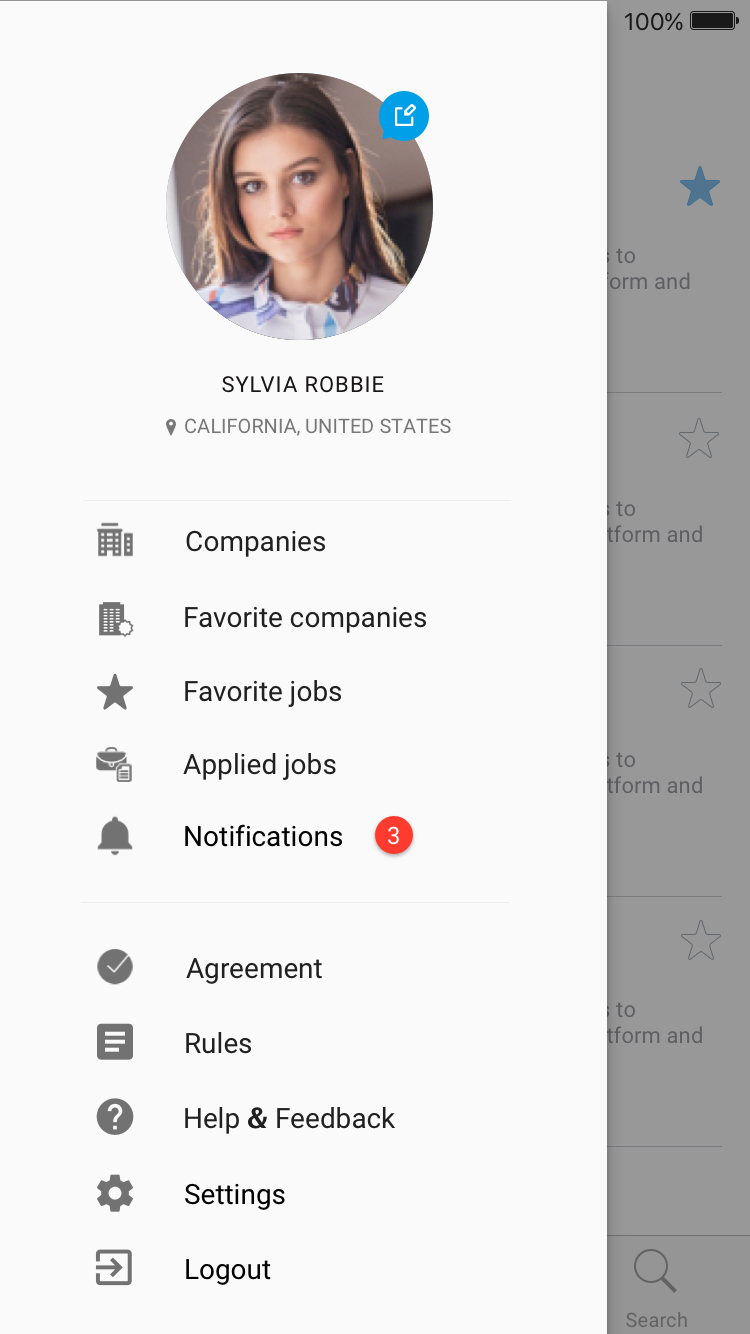 100%
SYLVIA ROBBIE
CALIFORNIA, UNITED STATES
Companies
Favorite companies
Favorite jobs
Applied jobs
Notifications 3
Agreement
Rules
Help & Feedback
Settings
Logout
to
form and
to
tform and
to
tform and
to
tform and
Search